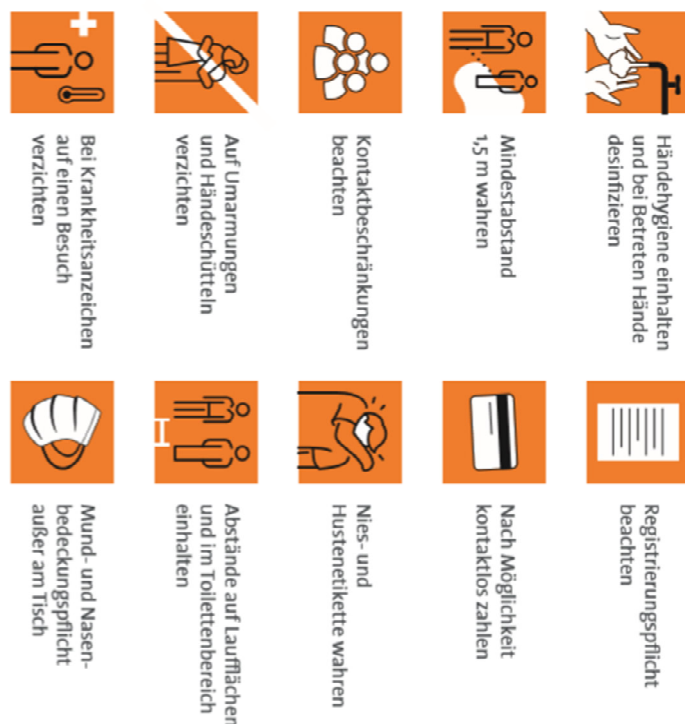 Händehygiene einhalten
und bei Betreten Hände
desinfizieren
Mindestabstand
1,5 m wahren
Kontaktbeschränkungen
beachten
Auf Umarmungen
und Händeschütteln
verzichten
Bei Krankheitsanzeichen
auf einen Besuch
verzichten
Registrierungspflicht
beachten
Nach Möglichkeit
kontaktlos zahlen
Nies- und
Hustenetikette wahren
Abstände auf Laufflächen
und im Toilettenbereich
einhalten
Mund- und Nasen-
bedeckungspflicht
außer am Tisch